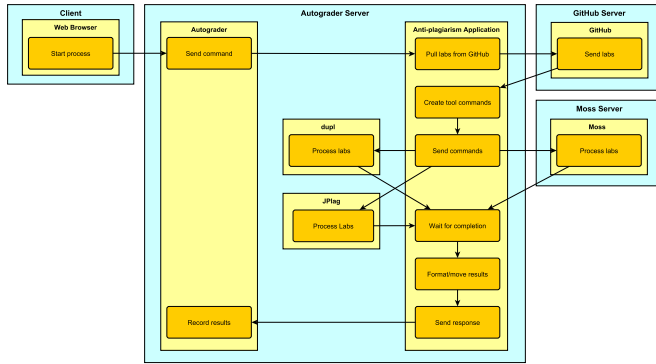 Client
Autograder Server
GitHub Server
Web Browser
Autograder
Anti-plagiarism Application
GitHub
Start process
Send command
Pull labs from GitHub
Send labs
Create tool commands
Moss Server
dupl
Moss
Process labs
Send commands
Process labs
JPlag
Process Labs
Wait for completion
Format/move results
Record results
Send response